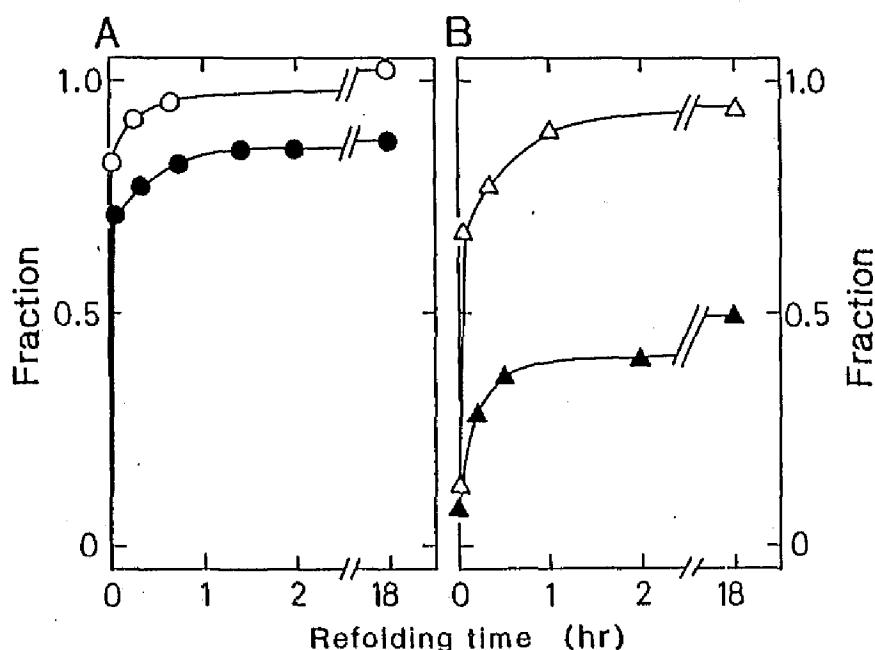 A B
1.0 1.0
0.5 0.5
0 0
Fraction Fraction
0 1 2 18 0 1 2 18
Refolding time (hr)